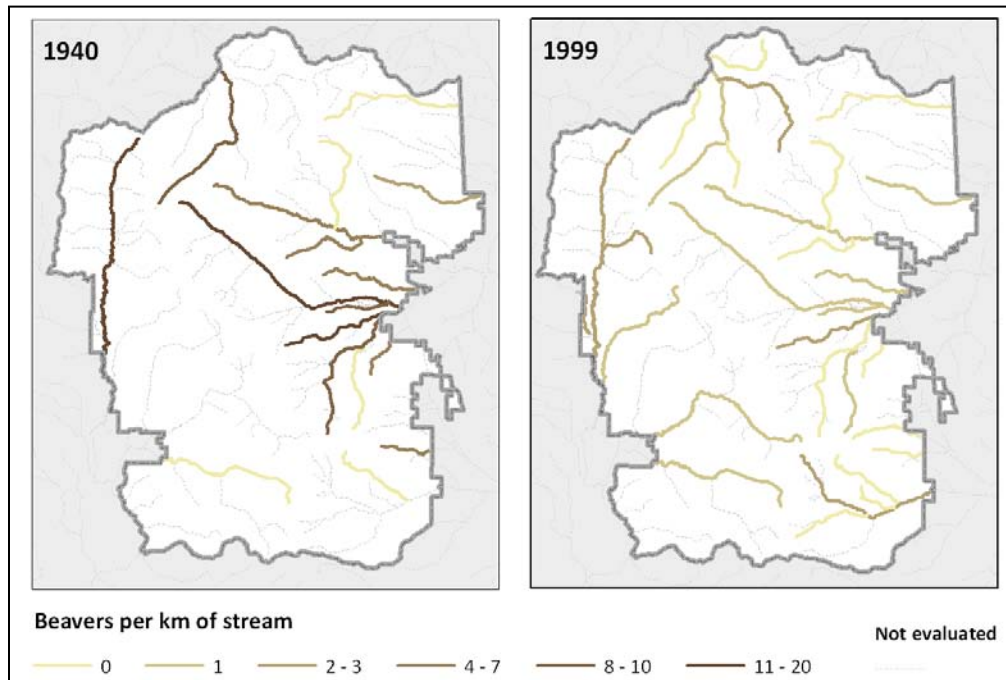 1940
1999
Beavers per km of stream
Not evaluated
0 1 2 - 3 4 - 7 8 - 10 11 - 20